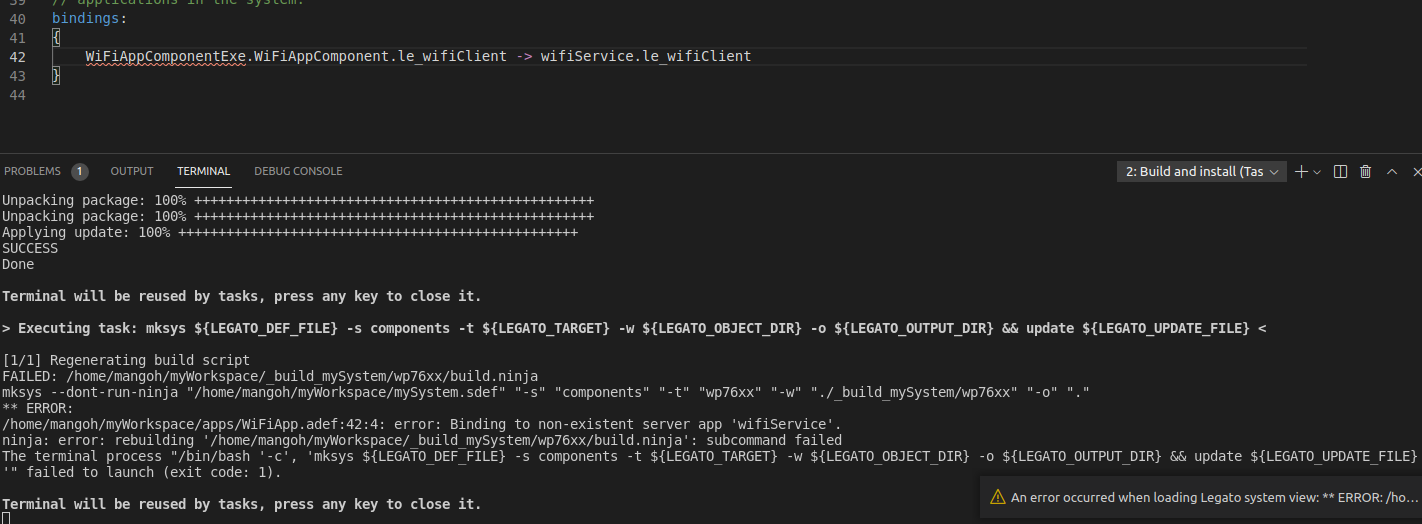 39 // applications in the system.
40 bindings:
41 {
42 WiFiAppComponentExe.WiFiAppComponent.le_wifiClient -> wifiService.le_wifiClient
43 }
44
PROBLEMS 1 OUTPUT TERMINAL DEBUG CONSOLE 2: Build and install (Tas
Unpacking package: 100% ++++++++++++++++++++++++++++++++++++++++++++++++++
Unpacking package: 100% ++++++++++++++++++++++++++++++++++++++++++++++++++
Applying update: 100% ++++++++++++++++++++++++++++++++++++++++++++++++++
SUCCESS
Done
Terminal will be reused by tasks, press any key to close it.
> Executing task: mksys ${LEGATO_DEF_FILE} -s components -t ${LEGATO_TARGET} -w ${LEGATO_OBJECT_DIR} -o ${LEGATO_OUTPUT_DIR} && update ${LEGATO_UPDATE_FILE} <
[1/1] Regenerating build script
FAILED: /home/mangoh/myWorkspace/_build_mySystem/wp76xx/build.ninja
mksys --dont-run-ninja "/home/mangoh/myWorkspace/mySystem.sdef" "-s" "components" "-t" "wp76xx" "-w" "./_build_mySystem/wp76xx" "-o" "."
** ERROR:
/home/mangoh/myWorkspace/apps/WiFiApp.adef:42:4: error: Binding to non-existent server app 'wifiService'.
ninja: error: rebuilding '/home/mangoh/myWorkspace/_build_mySystem/wp76xx/build.ninja': subcommand failed
The terminal process "/bin/bash '-c', 'mksys ${LEGATO_DEF_FILE} -s components -t ${LEGATO_TARGET} -w ${LEGATO_OBJECT_DIR} -o ${LEGATO_OUTPUT_DIR} && update ${LEGATO_UPDATE_FILE}
'" failed to launch (exit code: 1).
An error occurred when loading Legato system view: ** ERROR: /ho...
Terminal will be reused by tasks, press any key to close it.